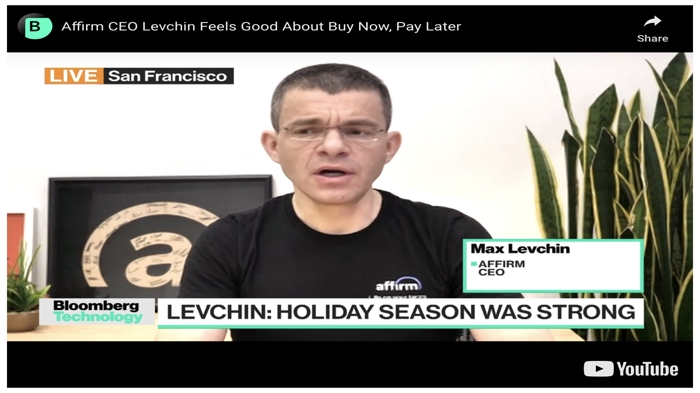 B
Affirm CEO Levchin Feels Good About Buy Now, Pay Later
Share
LIVE San Francisco
a
Max Levchin
AFFIRM
CEO
affirm
Bloomberg
Technology
LEVCHIN: HOLIDAY SEASON WAS STRONG
YouTube